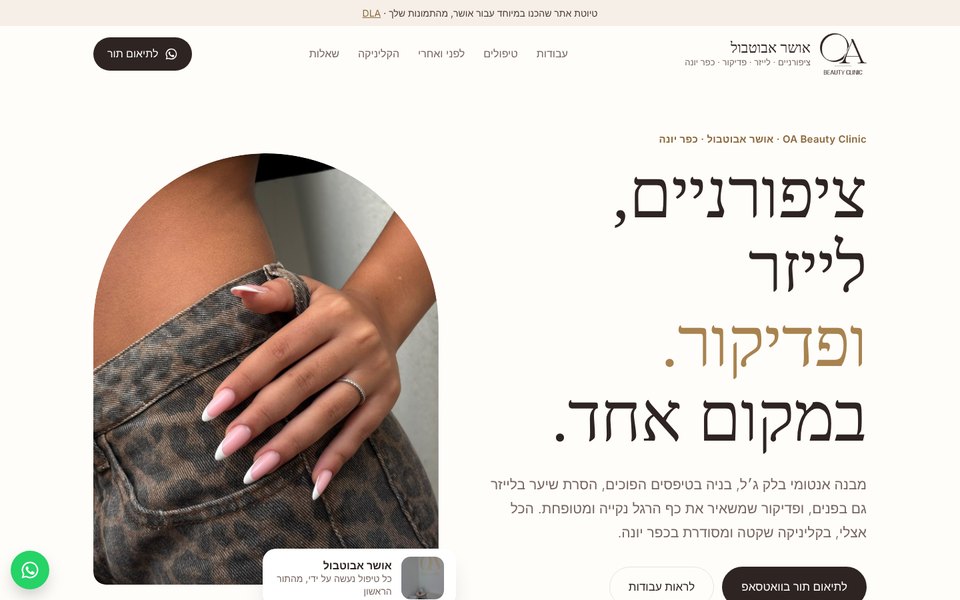 טיוטת אתר שהכנו במיוחד עבור אושר, מהתמונות שלך · DLA
OA
BEAUTY CLINIC
אושר אבוטבול
ציפורניים · לייזר · פדיקור · כפר יונה
עבודות
טיפולים
לפני ואחרי
הקליניקה
שאלות
לתיאום תור
OA Beauty Clinic · אושר אבוטבול · כפר יונה
ציפורניים,
לייזר
ופדיקור.
במקום אחד.
מבנה אנטומי בלק ג׳ל, בניה בטיפסים הפוכים, הסרת שיער בלייזר
גם בפנים, ופדיקור שמשאיר את כף הרגל נקייה ומטופחת. הכל
אצלי, בקליניקה שקטה ומסודרת בכפר יונה.
לתיאום תור בוואטסאפ
לראות עבודות
אושר אבוטבול
כל טיפול נעשה על ידי, מהתור
הראשון